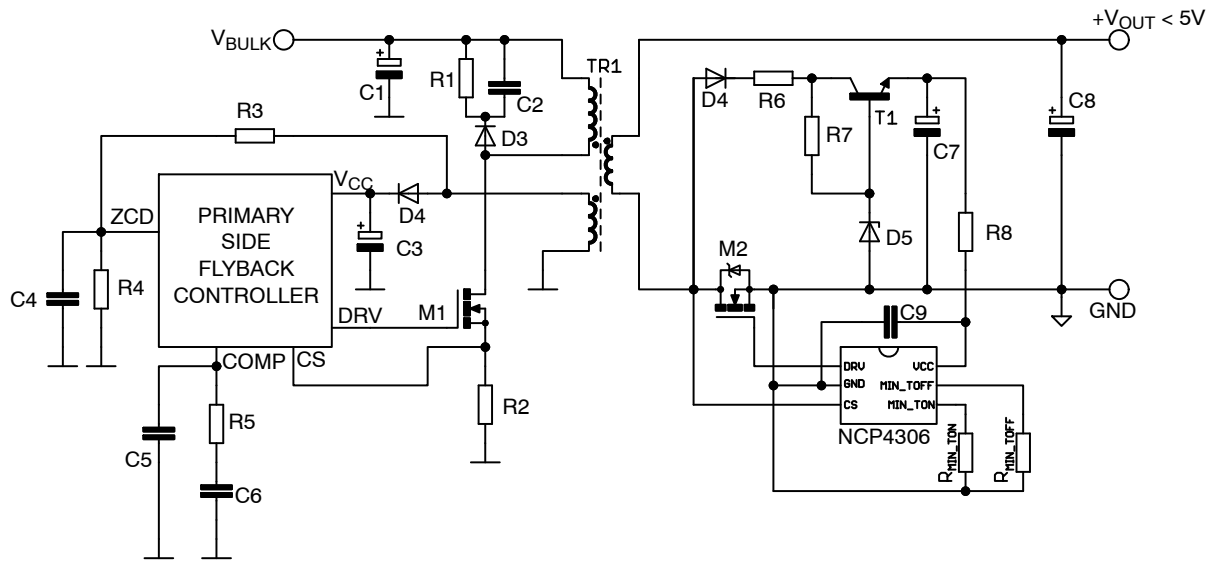 +V_OUT < 5V
V_BULK
TR1
R1
C1
C2
D4
R6
T1
C8
R3
D3
R7
C7
V_CC
ZCD
PRIMARY
SIDE
FLYBACK
CONTROLLER
D4
C3
D5
R8
M2
C4
R4
DRV
M1
C9
GND
COMP
CS
DRV
VCC
GND
MIN_TOFF
CS
MIN_TON
R2
NCP4306
R5
C5
R_MIN_TON
R_MIN_TOFF
C6